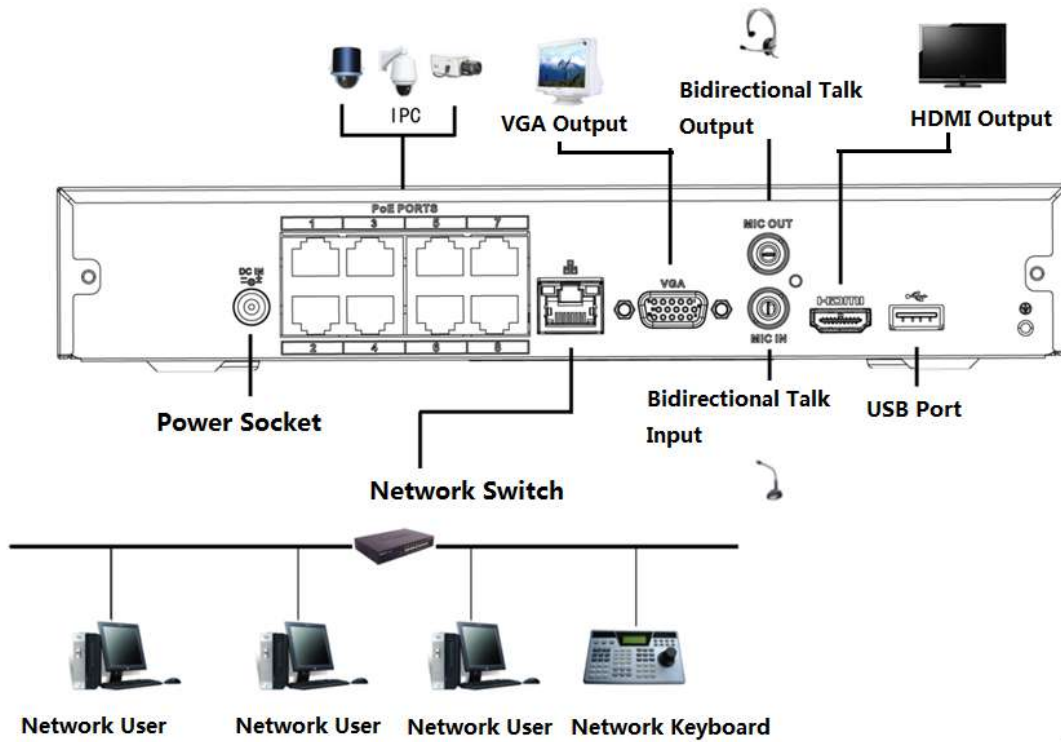 IPC
VGA Output
Bidirectional Talk
Output
HDMI Output
PoE PORTS
1 3 5 7
MIC OUT
DC IN
VGA
HDMI
2 4 6 8
MIC IN
Power Socket
Bidirectional Talk
Input
USB Port
Network Switch
Network User
Network User
Network User
Network Keyboard